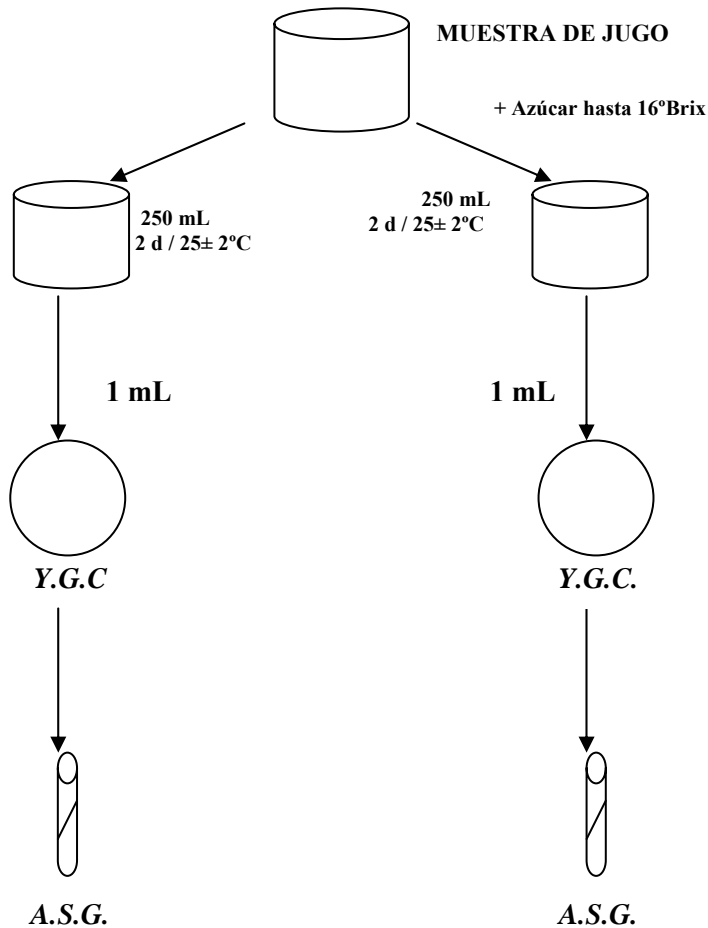 MUESTRA DE JUGO
+ Azúcar hasta 16ºBrix
250 mL
2 d / 25± 2ºC
250 mL
2 d / 25± 2ºC
1 mL
1 mL
Y.G.C
Y.G.C.
A.S.G.
A.S.G.